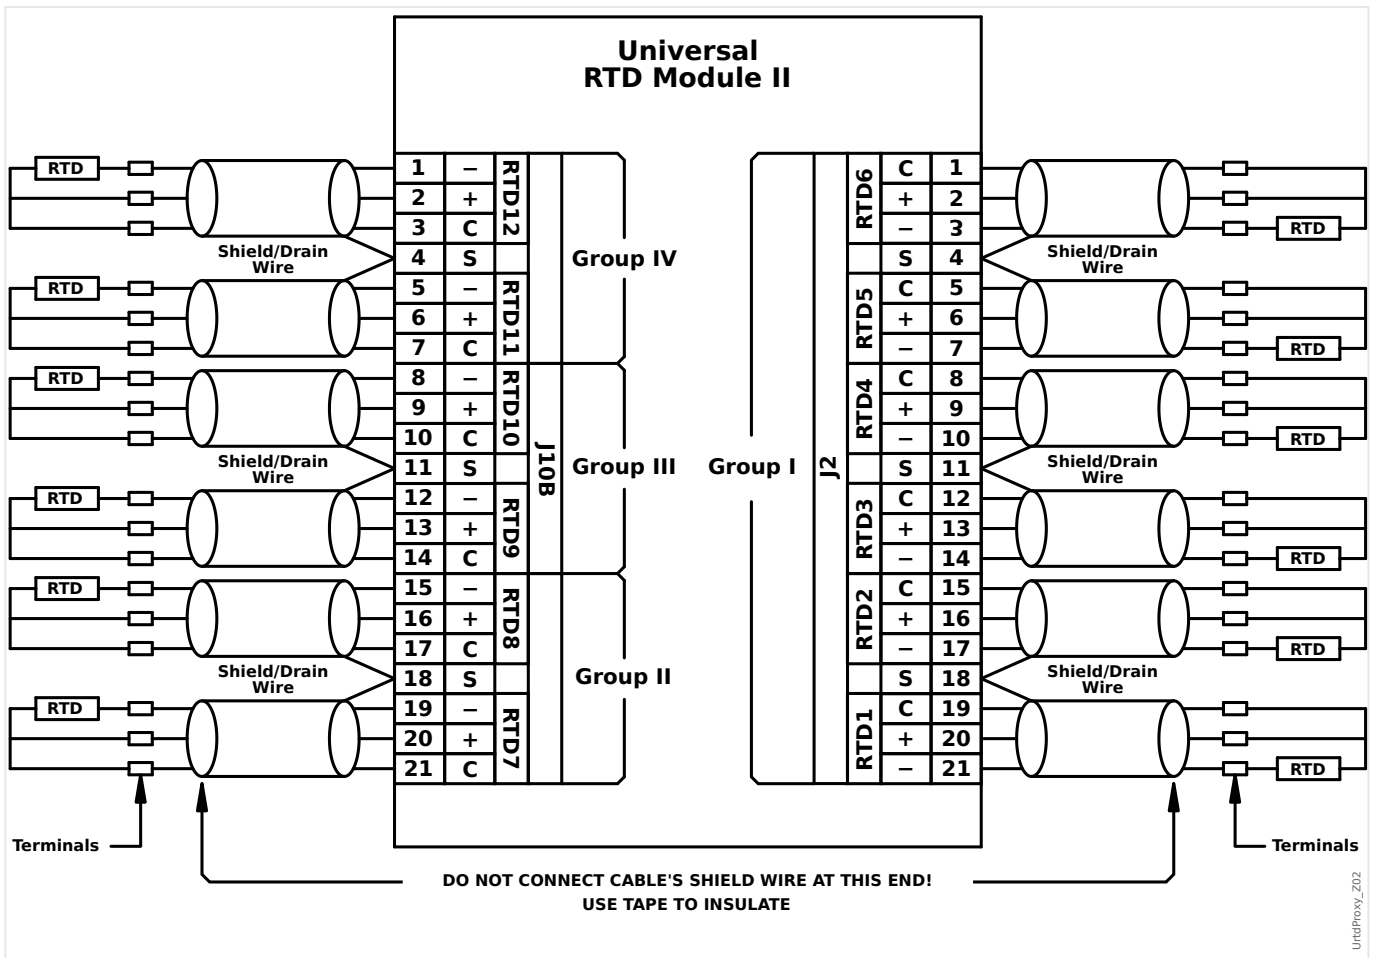 Universal
RTD Module II
RTD 1 − RTD12 J10B Group IV
2 +
3 C
Shield/Drain
Wire
4 S
RTD 5 − RTD11
6 +
7 C
RTD 8 − RTD10 Group III
9 +
10 C
Shield/Drain
Wire
11 S
RTD 12 − RTD9
13 +
14 C
RTD 15 − RTD8 Group II
16 +
17 C
Shield/Drain
Wire
18 S
RTD 19 − RTD7
20 +
21 C
Group I J2 RTD6 C 1
+ 2
− 3 RTD
S 4
Shield/Drain
Wire
RTD5 C 5
+ 6
− 7 RTD
RTD4 C 8
+ 9
− 10 RTD
S 11
Shield/Drain
Wire
RTD3 C 12
+ 13
− 14 RTD
RTD2 C 15
+ 16
− 17 RTD
S 18
Shield/Drain
Wire
RTD1 C 19
+ 20
− 21 RTD
Terminals
Terminals
DO NOT CONNECT CABLE'S SHIELD WIRE AT THIS END!
USE TAPE TO INSULATE
UrtdProxy_Z02